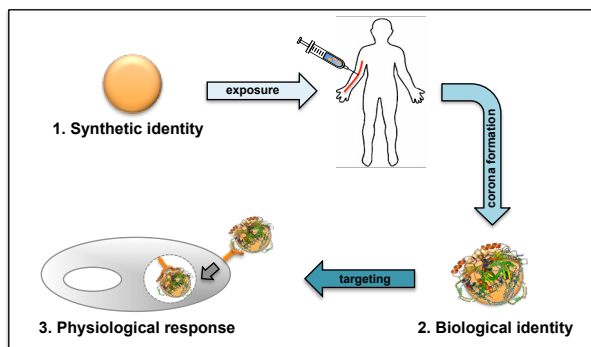 exposure
1. Synthetic identity
corona formation
targeting
3. Physiological response
2. Biological identity